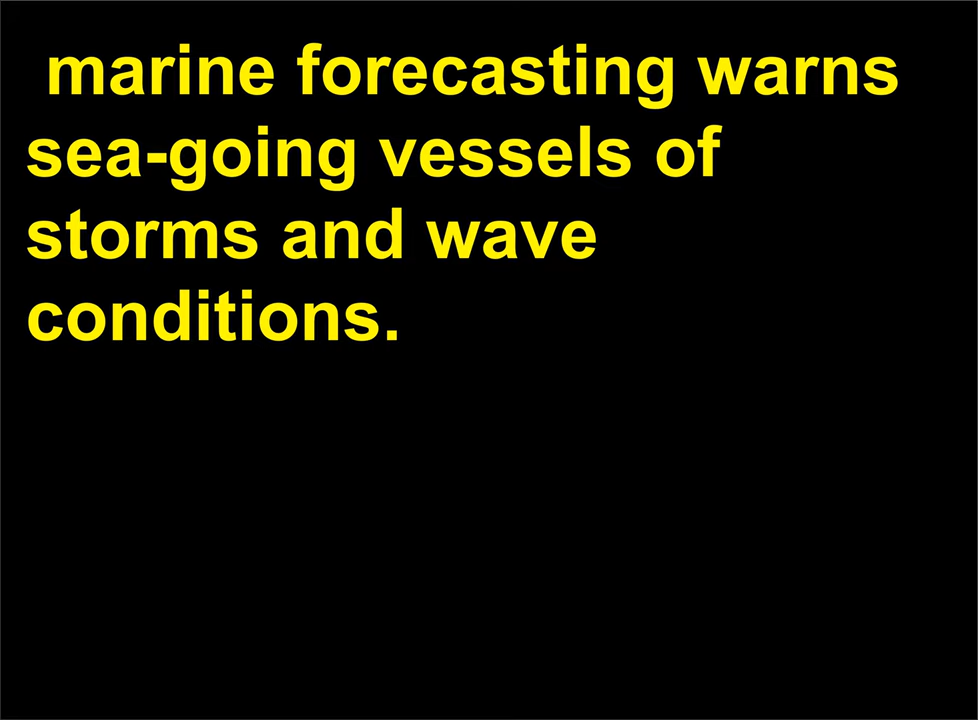 marine forecasting warns
sea-going vessels of
storms and wave
conditions.